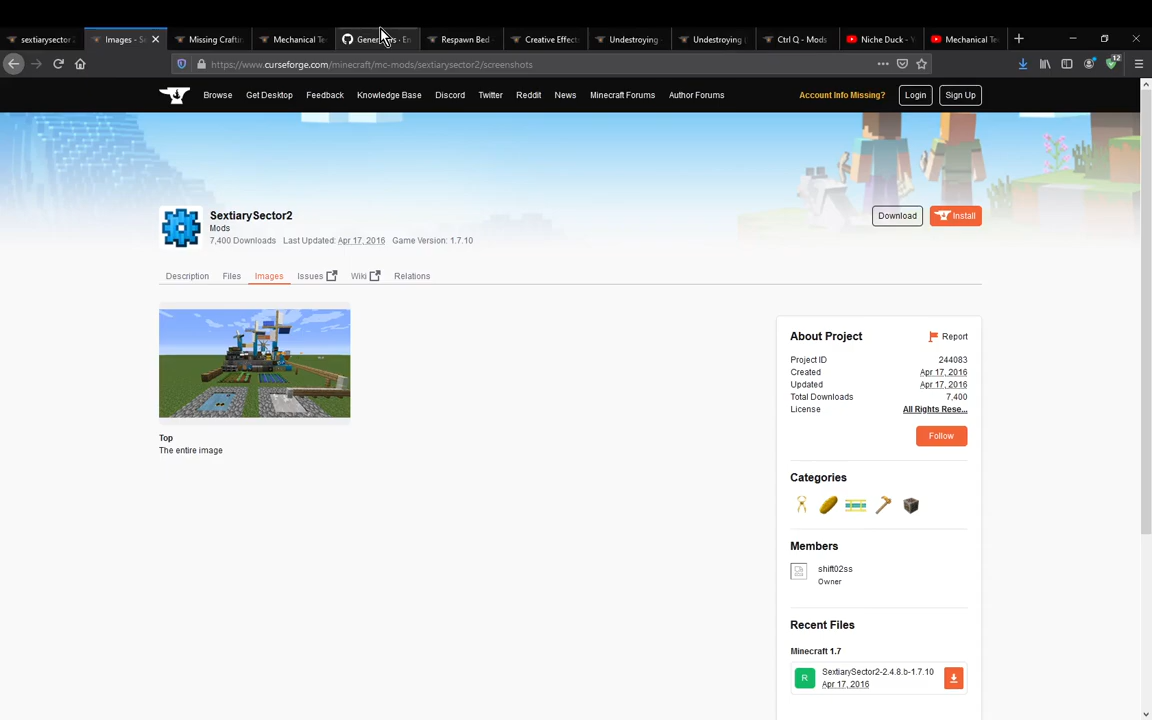 sextiarysector
Images - S
Missing Craftin
Mechanical Te
Generators · En
Respawn Bed
Creative Effects
Undestroying
Undestroying
Ctrl Q - Mods
Niche Duck - Y
Mechanical Te
https://www.curseforge.com/minecraft/mc-mods/sextiarysector2/screenshots
12
Browse Get Desktop Feedback Knowledge Base Discord Twitter Reddit News Minecraft Forums Author Forums
Account Info Missing? Login Sign Up
SextiarySector2
Mods
7,400 Downloads Last Updated: Apr 17, 2016 Game Version: 1.7.10
Download Install
Description Files Images Issues Wiki Relations
Top
The entire image
About Project
Report
Project ID 244083
Created Apr 17, 2016
Updated Apr 17, 2016
Total Downloads 7,400
License All Rights Rese...
Follow
Categories
Members
shift02ss
Owner
Recent Files
Minecraft 1.7
R SextiarySector2-2.4.8.b-1.7.10
Apr 17, 2016